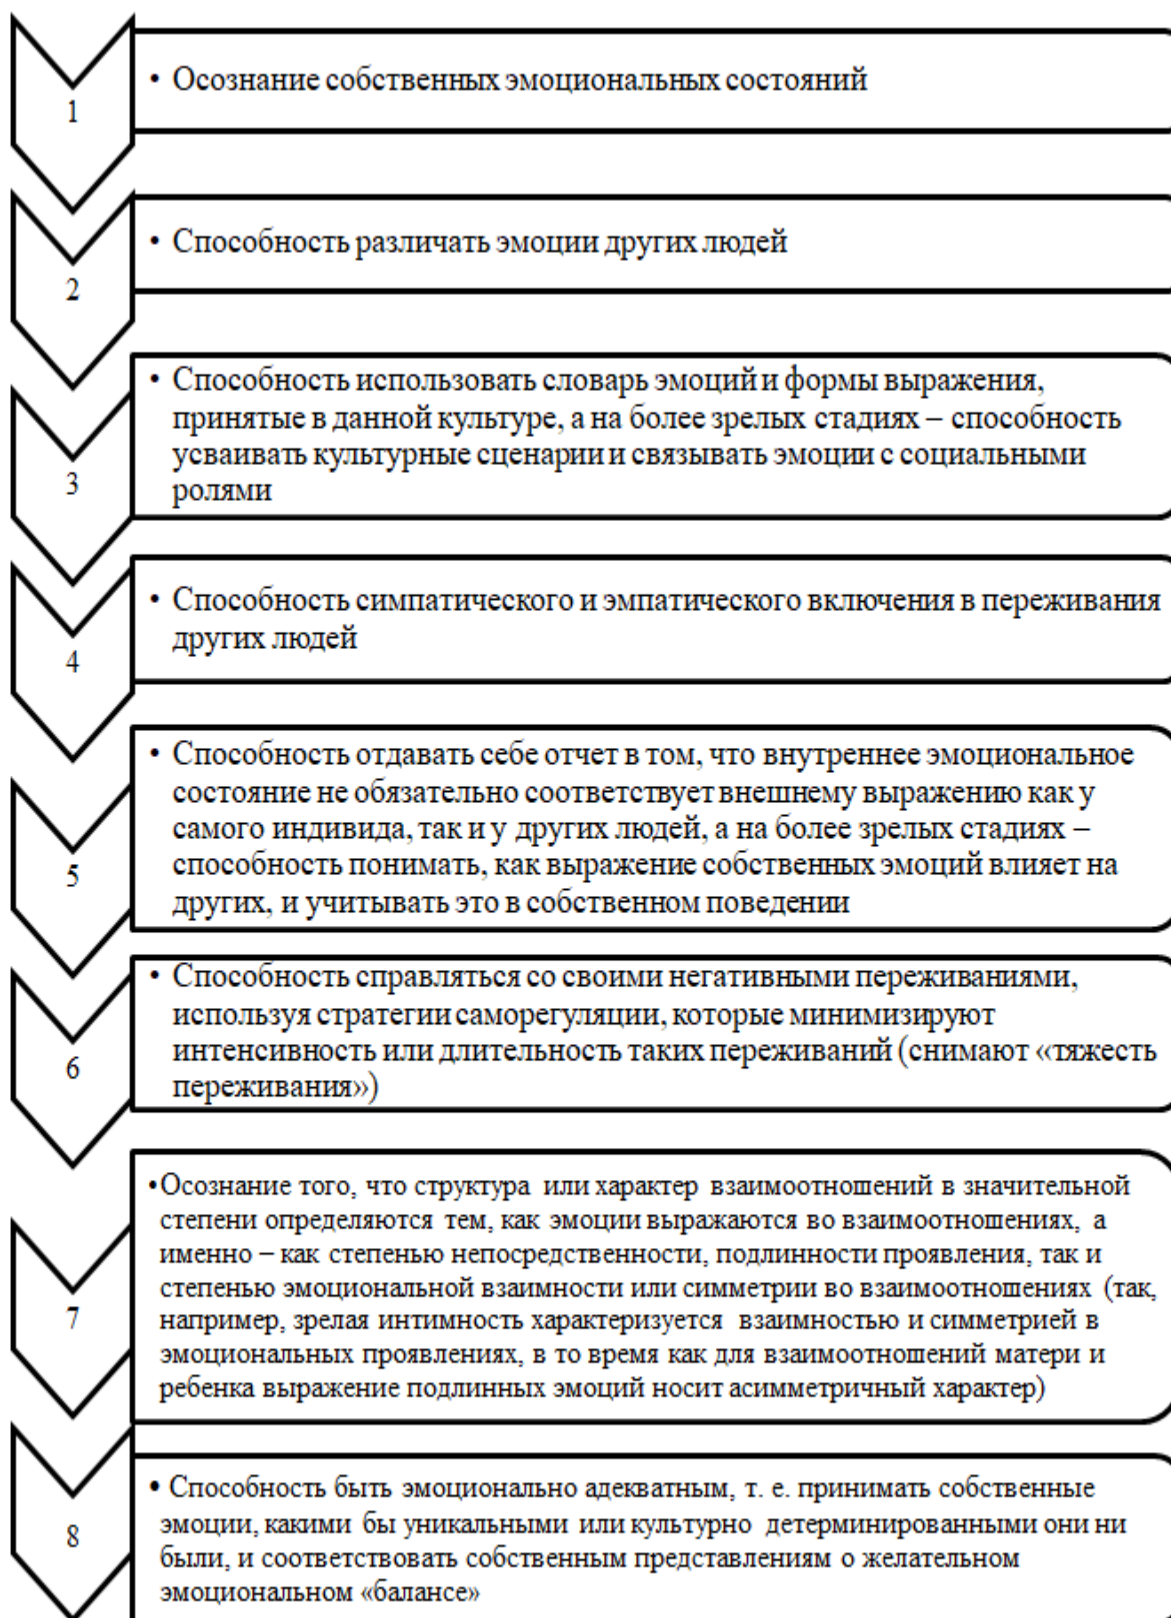 1
• Осознание собственных эмоциональных состояний
2
• Способность различать эмоции других людей
3
• Способность использовать словарь эмоций и формы выражения,
принятые в данной культуре, а на более зрелых стадиях – способность
усваивать культурные сценарии и связывать эмоции с социальными
ролями
4
• Способность симпатического и эмпатического включения в переживания
других людей
5
• Способность отдавать себе отчет в том, что внутреннее эмоциональное
состояние не обязательно соответствует внешнему выражению как у
самого индивида, так и у других людей, а на более зрелых стадиях –
способность понимать, как выражение собственных эмоций влияет на
других, и учитывать это в собственном поведении
6
• Способность справляться со своими негативными переживаниями,
используя стратегии саморегуляции, которые минимизируют
интенсивность или длительность таких переживаний (снимают «тяжесть
переживания»)
7
•Осознание того, что структура или характер взаимоотношений в значительной
степени определяются тем, как эмоции выражаются во взаимоотношениях, а
именно – как степенью непосредственности, подлинности проявления, так и
степенью эмоциональной взаимности или симметрии во взаимоотношениях (так,
например, зрелая интимность характеризуется взаимностью и симметрией в
эмоциональных проявлениях, в то время как для взаимоотношений матери и
ребенка выражение подлинных эмоций носит асимметричный характер)
8
• Способность быть эмоционально адекватным, т. е. принимать собственные
эмоции, какими бы уникальными или культурно детерминированными они ни
были, и соответствовать собственным представлениям о желательном
эмоциональном «балансе»